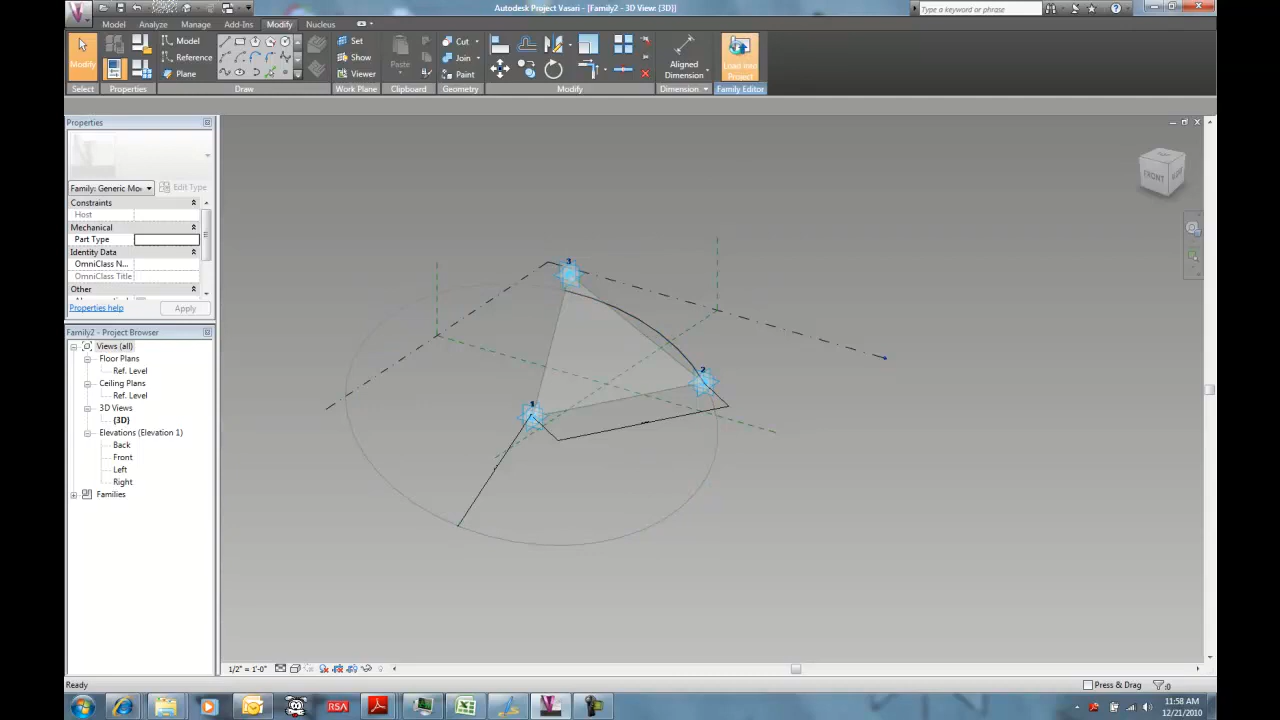 Autodesk Project Vasari - [Family2 - 3D View: {3D}]
Type a keyword or phrase
Model Analyze Manage Add-Ins Modify Nucleus
Modify
Model
Reference
Plane
Set
Show
Viewer
Paste
Cut
Join
Paint
Aligned
Dimension
Load into
Project
Select Properties Draw Work Plane Clipboard Geometry Modify Dimension Family Editor
Properties
Family: Generic Mo
Edit Type
Constraints
Host
Mechanical
Part Type
Identity Data
OmniClass N...
OmniClass Title
Other
Properties help
Apply
Family2 - Project Browser
Views (all)
Floor Plans
Ref. Level
Ceiling Plans
Ref. Level
3D Views
{3D}
Elevations (Elevation 1)
Back
Front
Left
Right
Families
3
2
1
FRONT
1/2" = 1'-0"
Ready
Press & Drag
:0
RSA
11:58 AM
12/21/2010